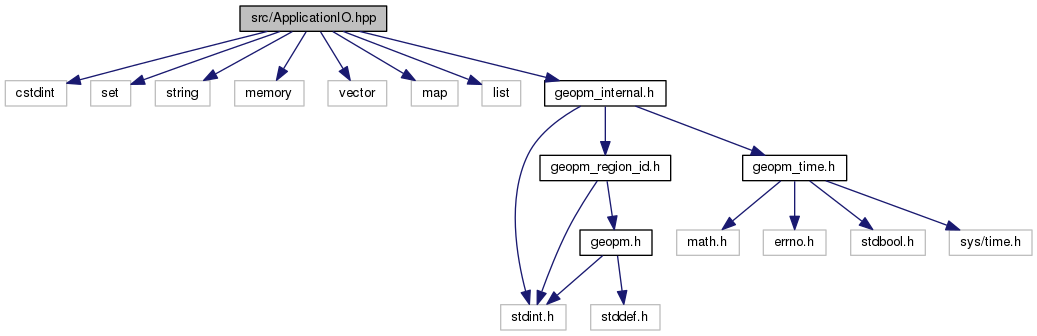 src/ApplicationIO.hpp
cstdint
set
string
memory
vector
map
list
geopm_internal.h
geopm_region_id.h
geopm_time.h
geopm.h
math.h
errno.h
stdbool.h
sys/time.h
stdint.h
stddef.h